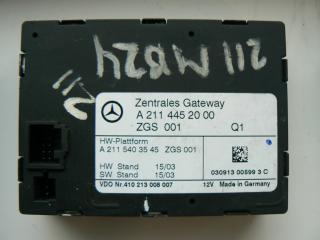 211 MB24
Zentrales Gateway
A 211 445 20 00
ZGS 001 Q1
HW-Plattform
A 211 540 35 45 ZGS 001
HW Stand 15/03
SW Stand 15/03
030913 00599 3 C
VDO Nr.410 213 008 007 12V Made in Germany